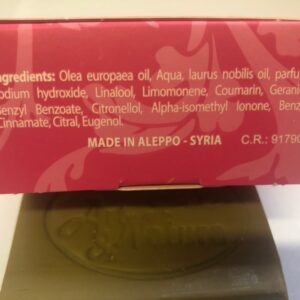 Ingredients: Olea europaea oil, Aqua, laurus nobilis oil, parfu
odium hydroxide, Linalool, Limomonene, Coumarin, Gerani
Benzyl Benzoate, Citronellol, Alpha-isomethyl Ionone, Benz
Cinnamate, Citral, Eugenol.
MADE IN ALEPPO - SYRIA C.R.: 9179